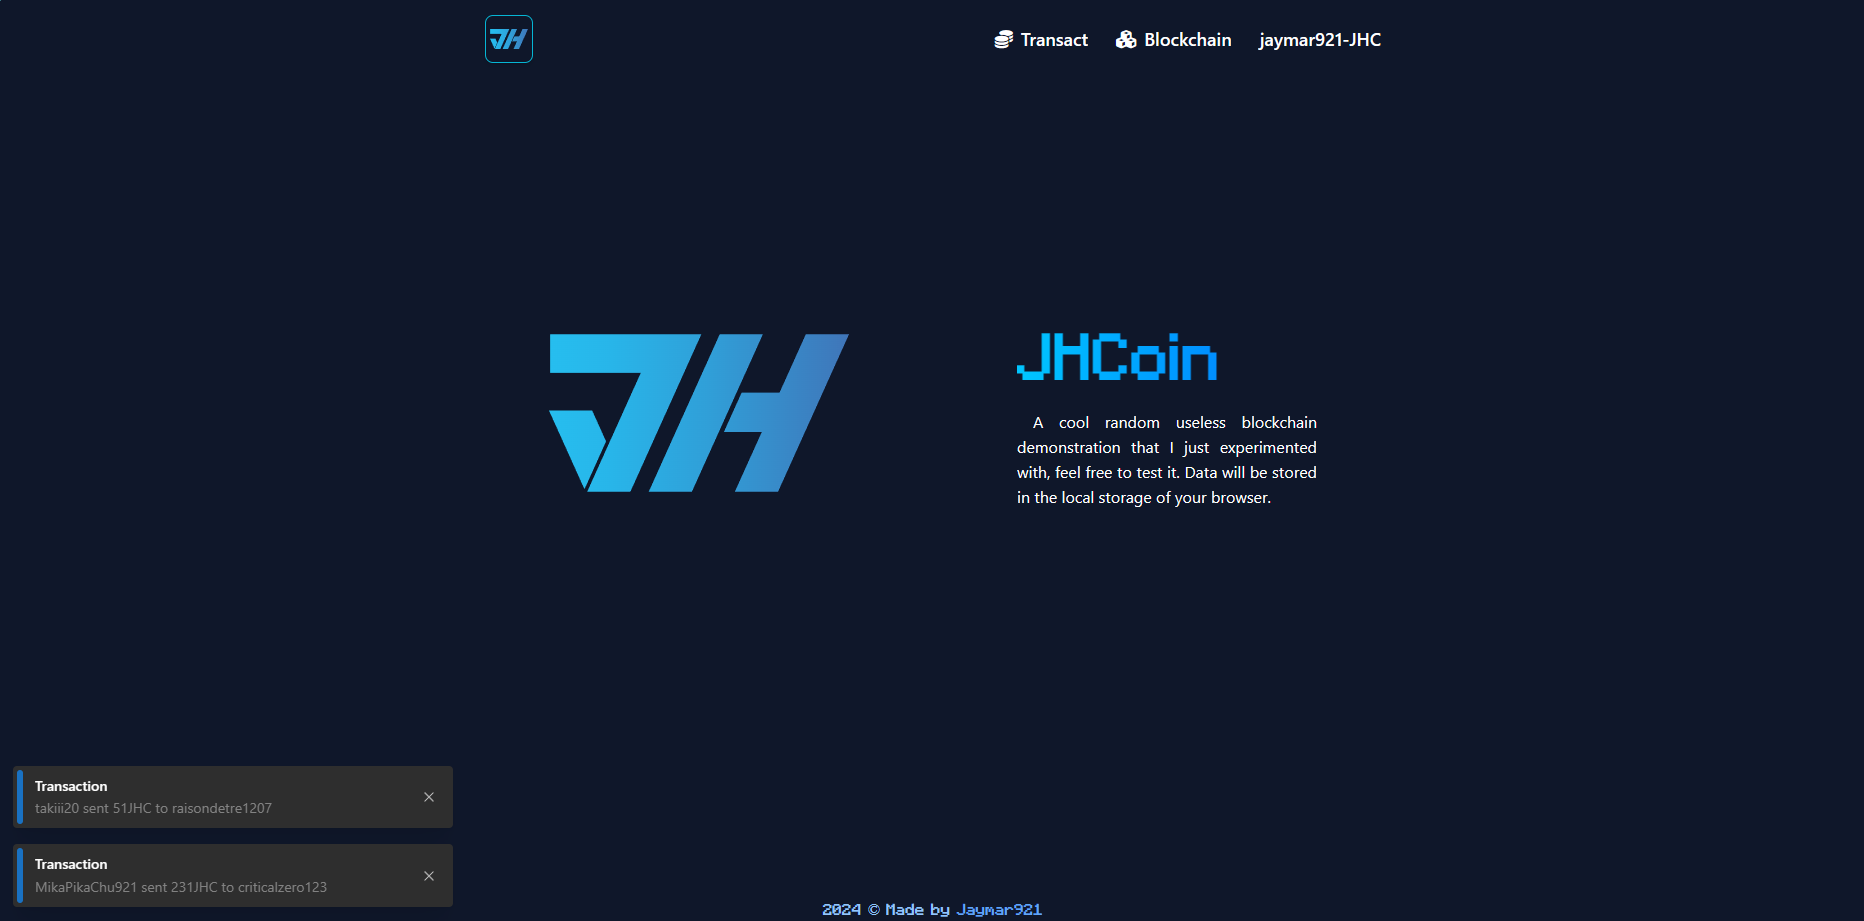 JH
Transact
Blockchain
jaymar921-JHC
JH
JHCoin
A cool random useless blockchain
demonstration that I just experimented
with, feel free to test it. Data will be stored
in the local storage of your browser.
Transaction
takiii20 sent 51JHC to raisondetre1207
Transaction
MikaPikaChu921 sent 231JHC to criticalzero123
2024 © Made by Jaymar921